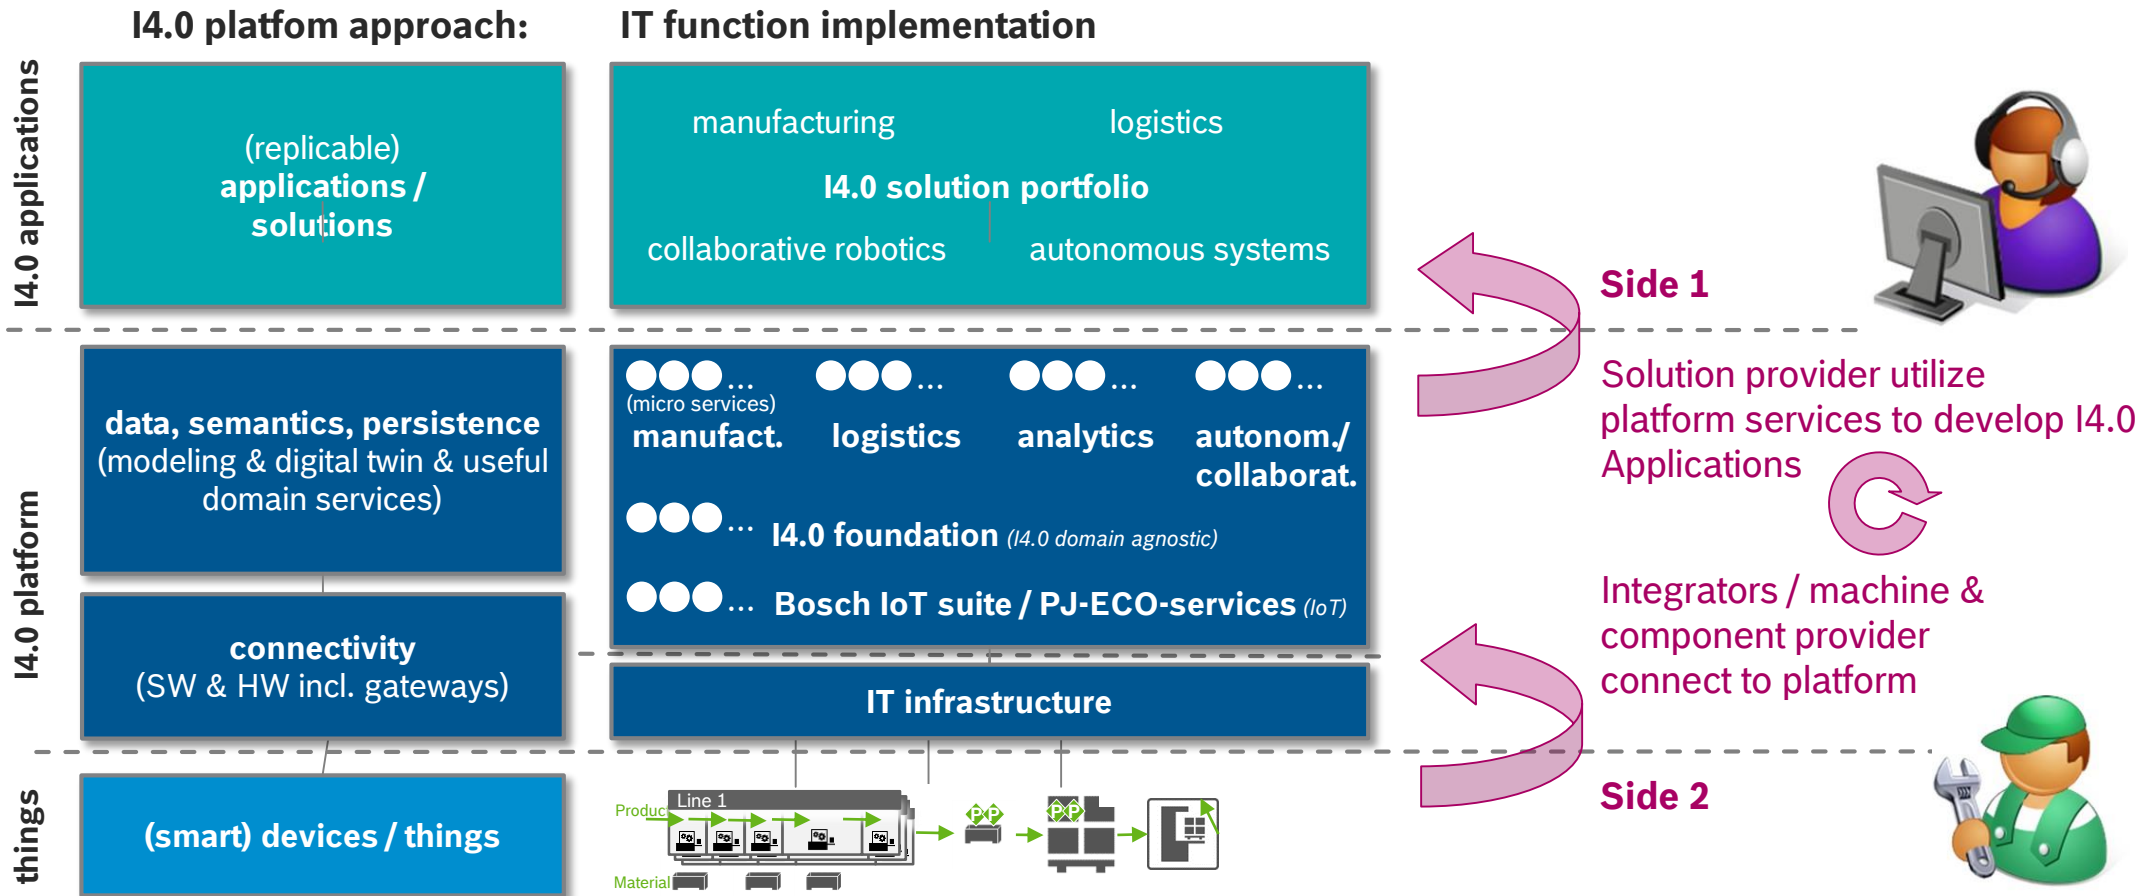 I4.0 platfom approach:
IT function implementation
I4.0 applications
(replicable)
applications /
solutions
manufacturing
logistics
I4.0 solution portfolio
collaborative robotics
autonomous systems
Side 1
I4.0 platform
data, semantics, persistence
(modeling & digital twin & useful
domain services)
connectivity
(SW & HW incl. gateways)
...
...
...
...
(micro services)
manufact.
logistics
analytics
autonom./
collaborat.
... I4.0 foundation (I4.0 domain agnostic)
... Bosch IoT suite / PJ-ECO-services (IoT)
IT infrastructure
Solution provider utilize
platform services to develop I4.0
Applications
Integrators / machine &
component provider
connect to platform
Side 2
things
(smart) devices / things
Line 1
Produc
Material
P P
P P